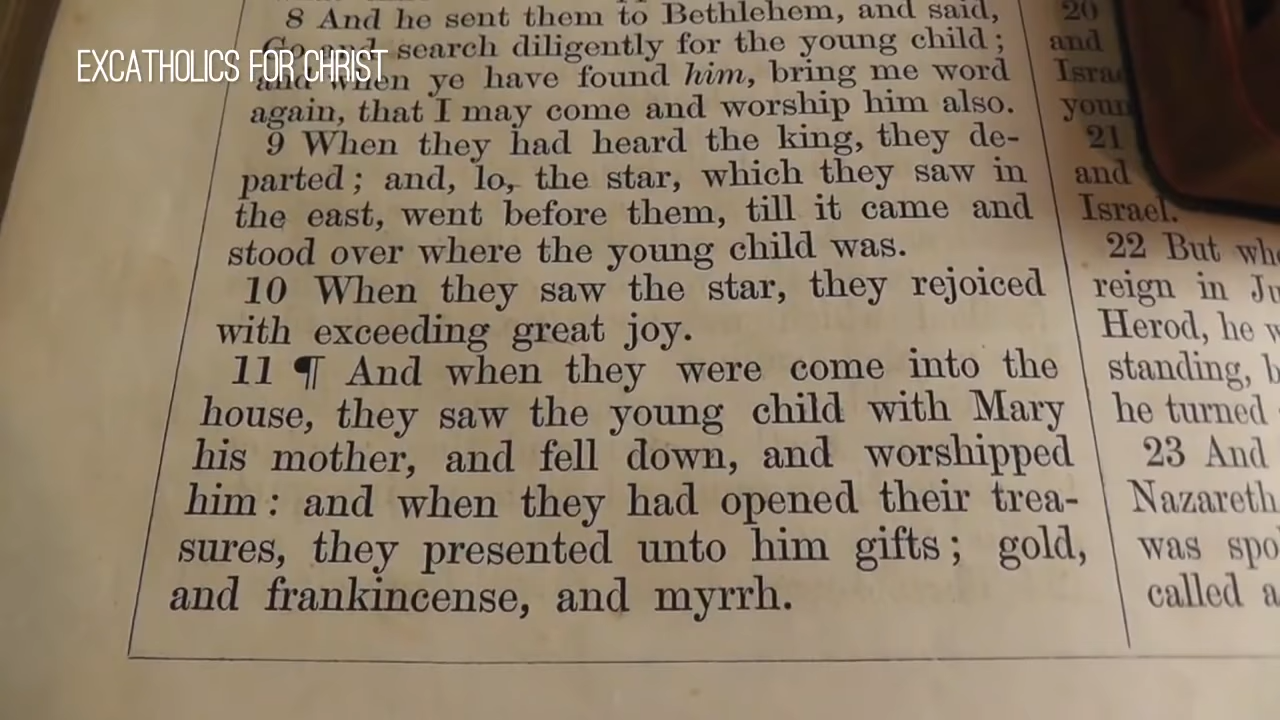 EXCATHOLICS FOR CHRIST
8 And he sent them to Bethlehem, and said,
Go and search diligently for the young child;
and when ye have found him, bring me word
again, that I may come and worship him also.
9 When they had heard the king, they de-
parted; and, lo, the star, which they saw in
the east, went before them, till it came and
stood over where the young child was.
10 When they saw the star, they rejoiced
with exceeding great joy.
11 ¶ And when they were come into the
house, they saw the young child with Mary
his mother, and fell down, and worshipped
him: and when they had opened their trea-
sures, they presented unto him gifts; gold,
and frankincense, and myrrh.
20
and
21
and
Israel.
22 But
reign in
Herod, he
standing,
he turned
23 And
Nazareth
was
called